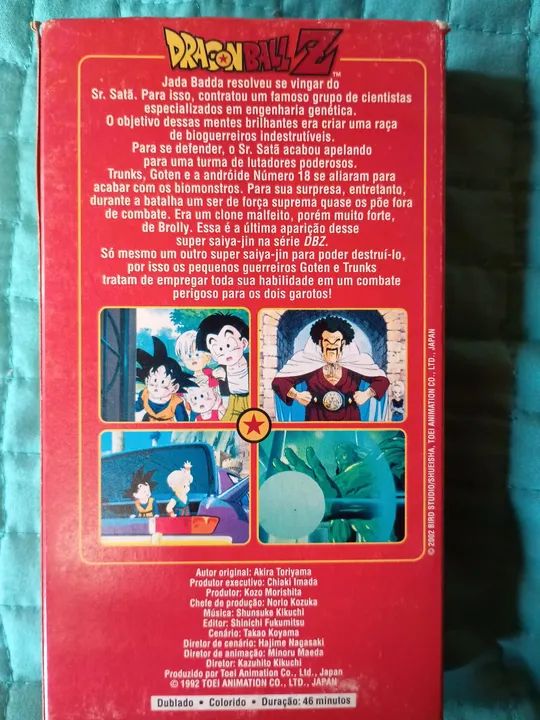 DRAGON BALL Z
TM
Jada Badda resolveu se vingar do
Sr. Satã. Para isso, contratou um famoso grupo de cientistas
especializados em engenharia genética.
O objetivo dessas mentes brilhantes era criar uma raça
de bioguerreiros indestrutíveis.
Para se defender, o Sr. Satã acabou apelando
para uma turma de lutadores poderosos.
Trunks, Goten e a andróide Número 18 se aliaram para
acabar com os biomonstros. Para sua surpresa, entretanto,
durante a batalha um ser de força suprema quase os põe fora
de combate. Era um clone malfeito, porém muito forte,
de Brolly. Essa é a última aparição desse
super saiya-jin na série DBZ.
Só mesmo um outro super saiya-jin para poder destruí-lo,
por isso os pequenos guerreiros Goten e Trunks
tratam de empregar toda sua habilidade em um combate
perigoso para os dois garotos!
© 2002 BIRD STUDIO/SHUEISHA, TOEI ANIMATION CO., LTD., JAPAN
Autor original: Akira Toriyama
Produtor executivo: Chiaki Imada
Produtor: Kozo Morishita
Chefe de produção: Norio Kozuka
Música: Shunsuke Kikuchi
Editor: Shinichi Fukumitsu
Cenário: Takao Koyama
Diretor de cenário: Hajime Nagasaki
Diretor de animação: Minoru Maeda
Diretor: Kazuhito Kikuchi
Produzido por Toei Animation Co., Ltd., Japan
© 1992 TOEI ANIMATION CO., LTD., JAPAN
Dublado • Colorido • Duração: 46 minutos